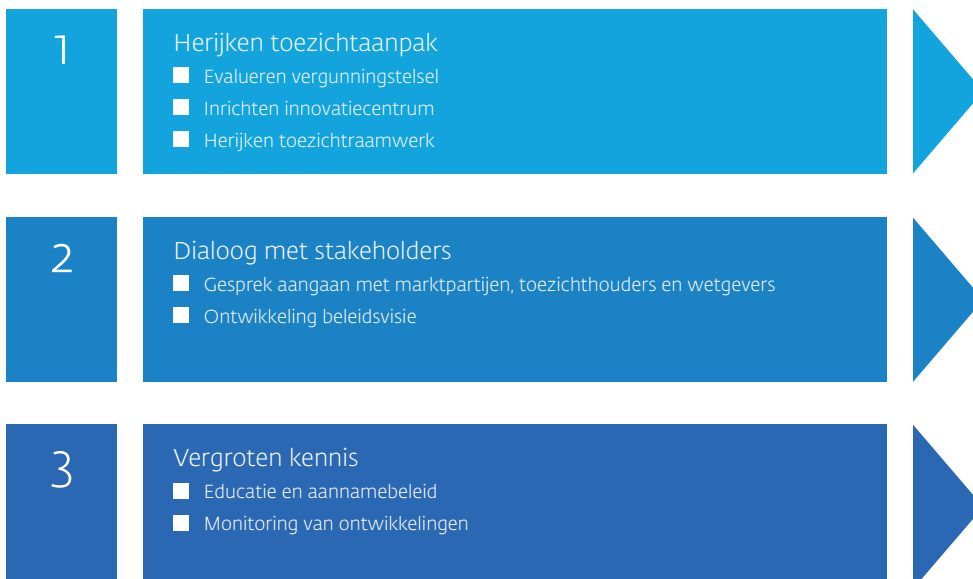 1
Herijken toezichtaanpak
Evalueren vergunningstelsel
Inrichten innovatiecentrum
Herijken toezichtraamwerk
2
Dialoog met stakeholders
Gesprek aangaan met marktpartijen, toezichthouders en wetgevers
Ontwikkeling beleidsvisie
3
Vergroten kennis
Educatie en aannamebeleid
Monitoring van ontwikkelingen